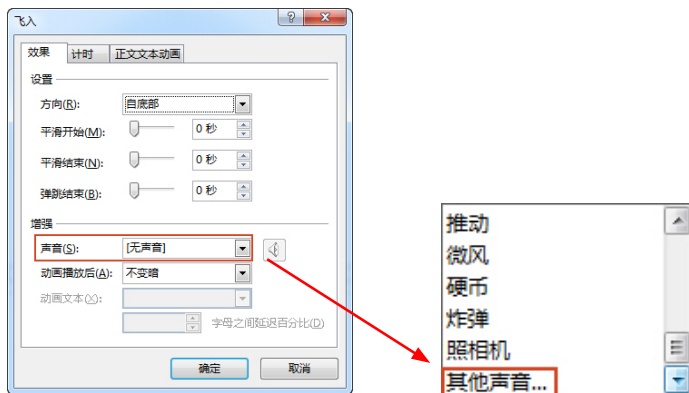 飞入
效果 计时 正文文本动画
设置
方向(R): 自底部
平滑开始(M): 0 秒
平滑结束(N): 0 秒
弹跳结束(B): 0 秒
增强
声音(S): [无声音]
动画播放后(A): 不变暗
动画文本(X):
字母之间延迟百分比(D)
确定 取消
推动
微风
硬币
炸弹
照相机
其他声音...